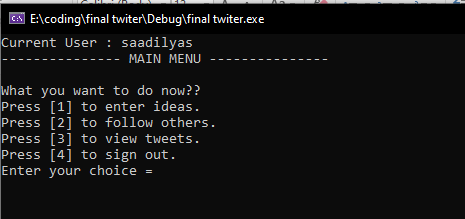 E:\coding\final twiter\Debug\final twiter.exe
Current User : saadilyas
--------------- MAIN MENU ---------------
What you want to do now??
Press [1] to enter ideas.
Press [2] to follow others.
Press [3] to view tweets.
Press [4] to sign out.
Enter your choice =